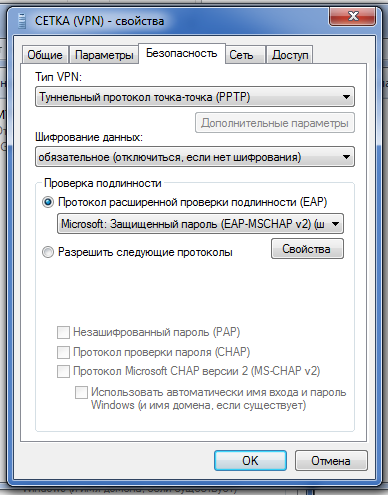 СЕТКА (VPN) - свойства
Общие Параметры Безопасность Сеть Доступ
Тип VPN:
Туннельный протокол точка-точка (PPTP)
Дополнительные параметры
Шифрование данных:
обязательное (отключиться, если нет шифрования)
Проверка подлинности
Протокол расширенной проверки подлинности (EAP)
Microsoft: Защищенный пароль (EAP-MSCHAP v2) (ш
Разрешить следующие протоколы
Свойства
Незашифрованный пароль (PAP)
Протокол проверки пароля (CHAP)
Протокол Microsoft CHAP версии 2 (MS-CHAP v2)
Использовать автоматически имя входа и пароль
Windows (и имя домена, если существует)
OK Отмена